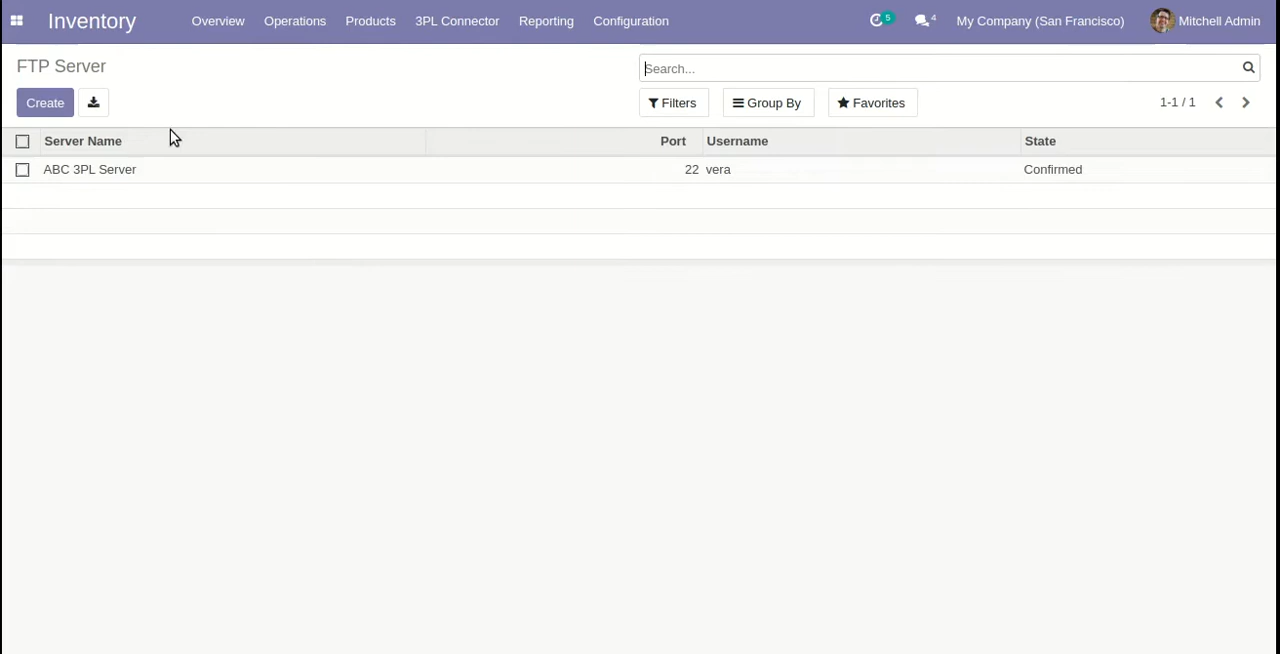 Inventory Overview Operations Products 3PL Connector Reporting Configuration 5 4 My Company (San Francisco) Mitchell Admin
FTP Server
Search...
Create Filters Group By Favorites 1-1 / 1
Server Name Port Username State
ABC 3PL Server 22 vera Confirmed